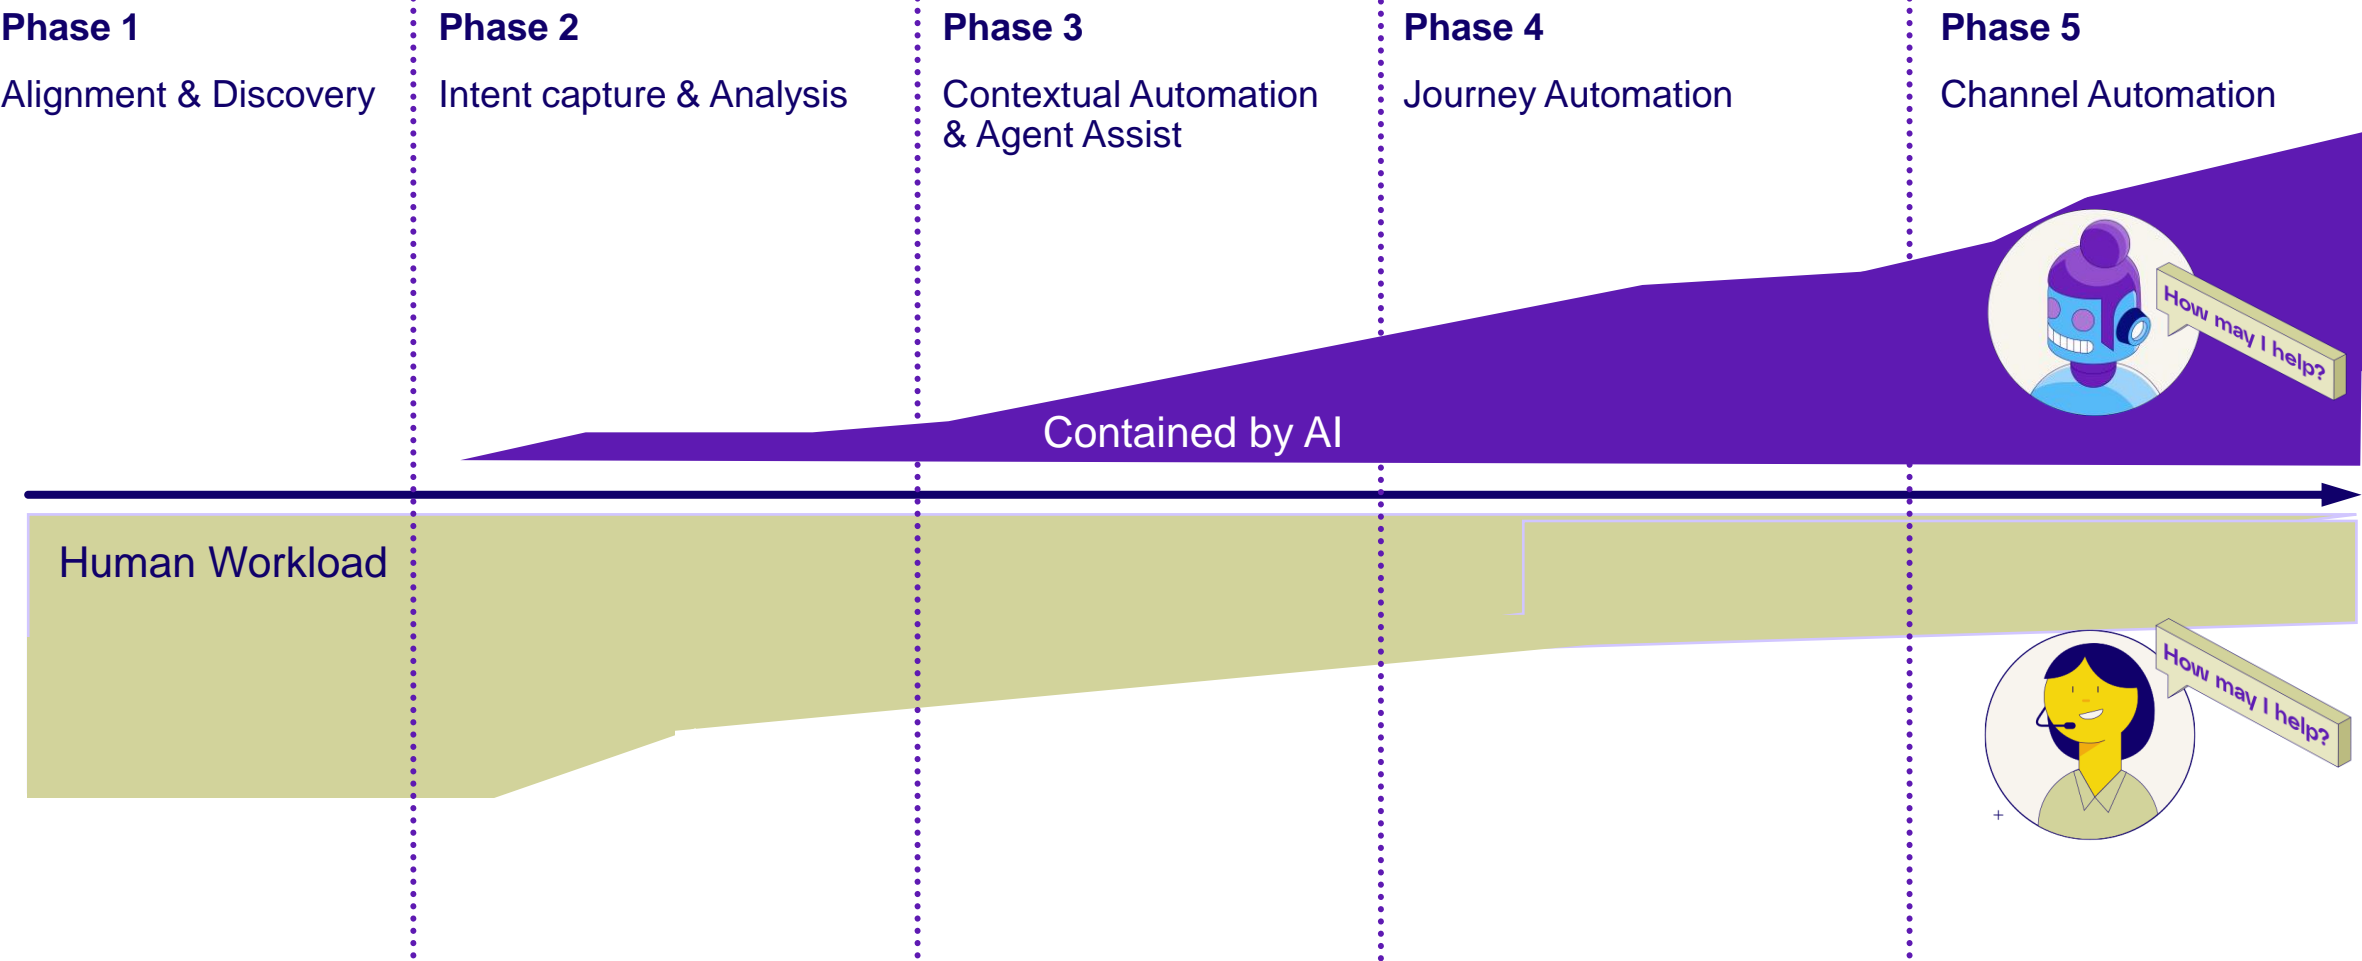 Phase 1
Alignment & Discovery
Phase 2
Intent capture & Analysis
Phase 3
Contextual Automation
& Agent Assist
Phase 4
Journey Automation
Phase 5
Channel Automation
How may I help?
Contained by AI
Human Workload
How may I help?